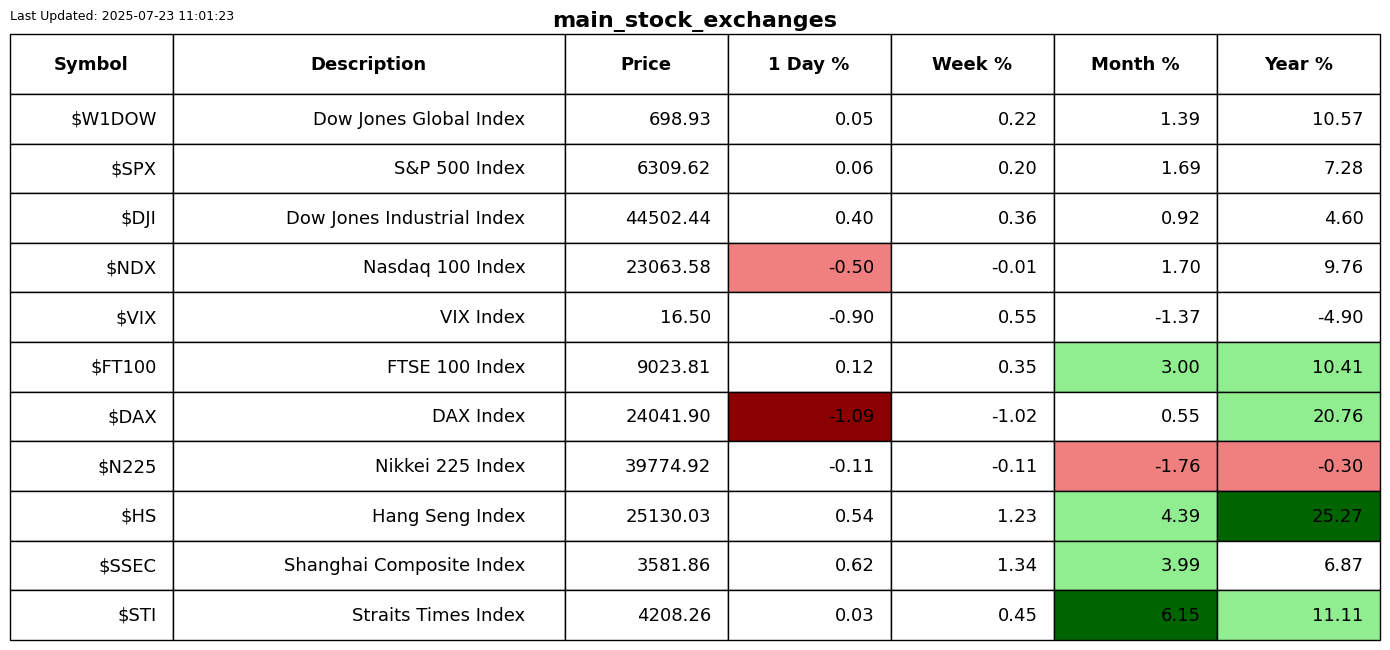 Last Updated: 2025-07-23 11:01:23
main_stock_exchanges
Symbol Description Price 1 Day % Week % Month % Year %
$W1DOW Dow Jones Global Index 698.93 0.05 0.22 1.39 10.57
$SPX S&P 500 Index 6309.62 0.06 0.20 1.69 7.28
$DJI Dow Jones Industrial Index 44502.44 0.40 0.36 0.92 4.60
$NDX Nasdaq 100 Index 23063.58 -0.50 -0.01 1.70 9.76
$VIX VIX Index 16.50 -0.90 0.55 -1.37 -4.90
$FT100 FTSE 100 Index 9023.81 0.12 0.35 3.00 10.41
$DAX DAX Index 24041.90 -1.09 -1.02 0.55 20.76
$N225 Nikkei 225 Index 39774.92 -0.11 -0.11 -1.76 -0.30
$HS Hang Seng Index 25130.03 0.54 1.23 4.39 25.27
$SSEC Shanghai Composite Index 3581.86 0.62 1.34 3.99 6.87
$STI Straits Times Index 4208.26 0.03 0.45 6.15 11.11